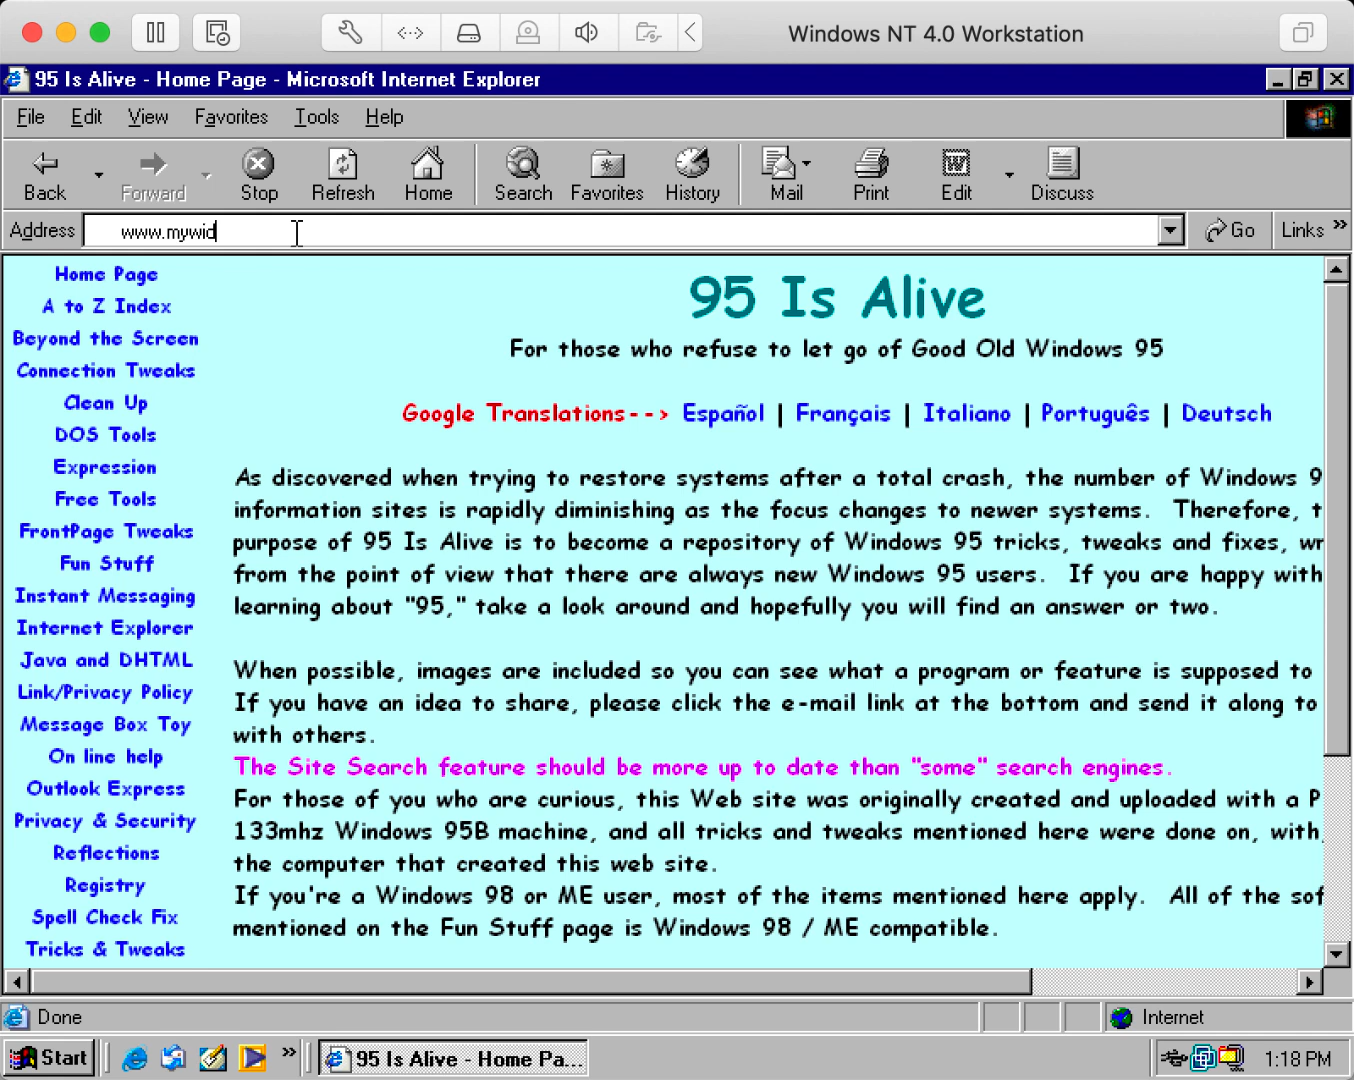 Windows NT 4.0 Workstation
95 Is Alive - Home Page - Microsoft Internet Explorer
File Edit View Favorites Tools Help
Back Forward Stop Refresh Home Search Favorites History Mail Print Edit Discuss
Address www.mywid Go Links »
Home Page
A to Z Index
Beyond the Screen
Connection Tweaks
Clean Up
DOS Tools
Expression
Free Tools
FrontPage Tweaks
Fun Stuff
Instant Messaging
Internet Explorer
Java and DHTML
Link/Privacy Policy
Message Box Toy
On line help
Outlook Express
Privacy & Security
Reflections
Registry
Spell Check Fix
Tricks & Tweaks
95 Is Alive
For those who refuse to let go of Good Old Windows 95
Google Translations--> Español | Français | Italiano | Português | Deutsch
As discovered when trying to restore systems after a total crash, the number of Windows 9
information sites is rapidly diminishing as the focus changes to newer systems. Therefore, t
purpose of 95 Is Alive is to become a repository of Windows 95 tricks, tweaks and fixes, wr
from the point of view that there are always new Windows 95 users. If you are happy with
learning about "95," take a look around and hopefully you will find an answer or two.
When possible, images are included so you can see what a program or feature is supposed to
If you have an idea to share, please click the e-mail link at the bottom and send it along to
with others.
The Site Search feature should be more up to date than "some" search engines.
For those of you who are curious, this Web site was originally created and uploaded with a P
133mhz Windows 95B machine, and all tricks and tweaks mentioned here were done on, with,
the computer that created this web site.
If you're a Windows 98 or ME user, most of the items mentioned here apply. All of the sof
mentioned on the Fun Stuff page is Windows 98 / ME compatible.
Done Internet
Start » 95 Is Alive - Home Pa... 1:18 PM